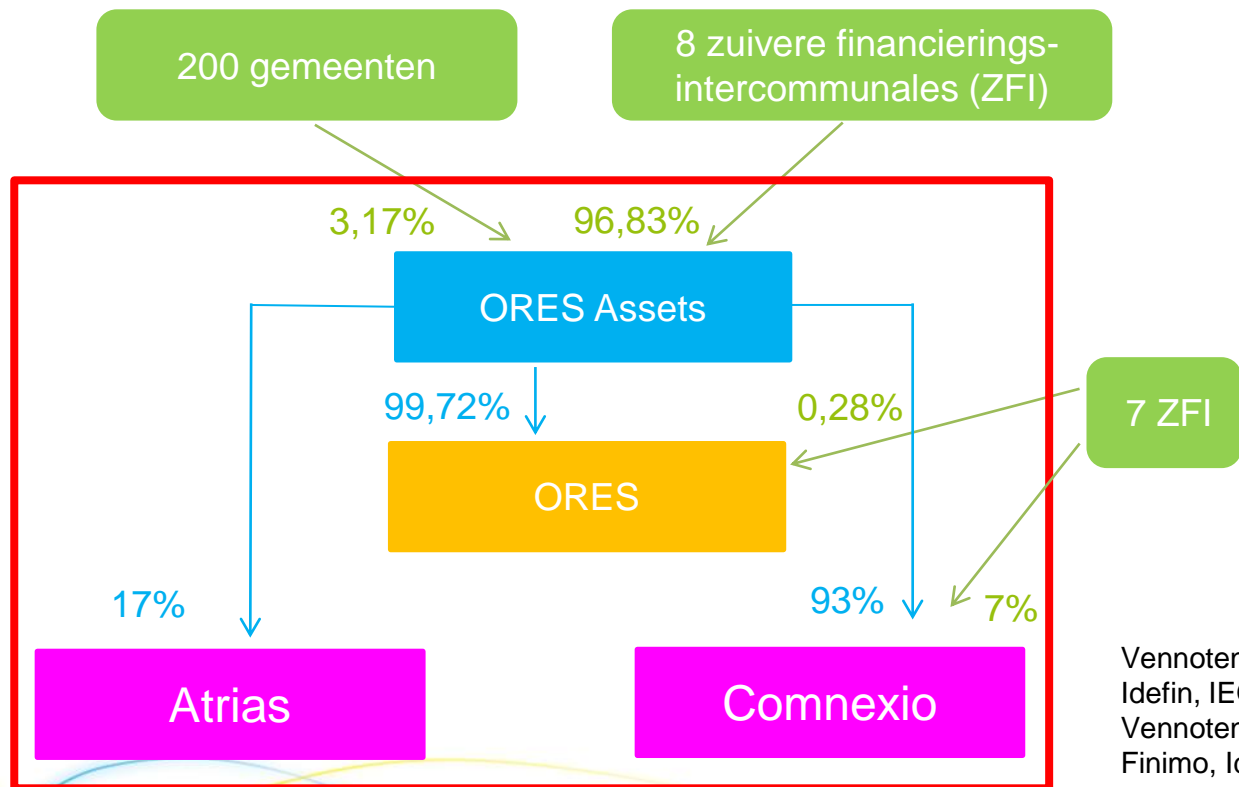 200 gemeenten
8 zuivere financierings-
intercommunales (ZFI)
3,17%
96,83%
ORES Assets
99,72%
0,28%
7 ZFI
ORES
17%
93%
7%
Atrias
Comnexio
Vennoten
Idefin,
Vennoten
Finimo,